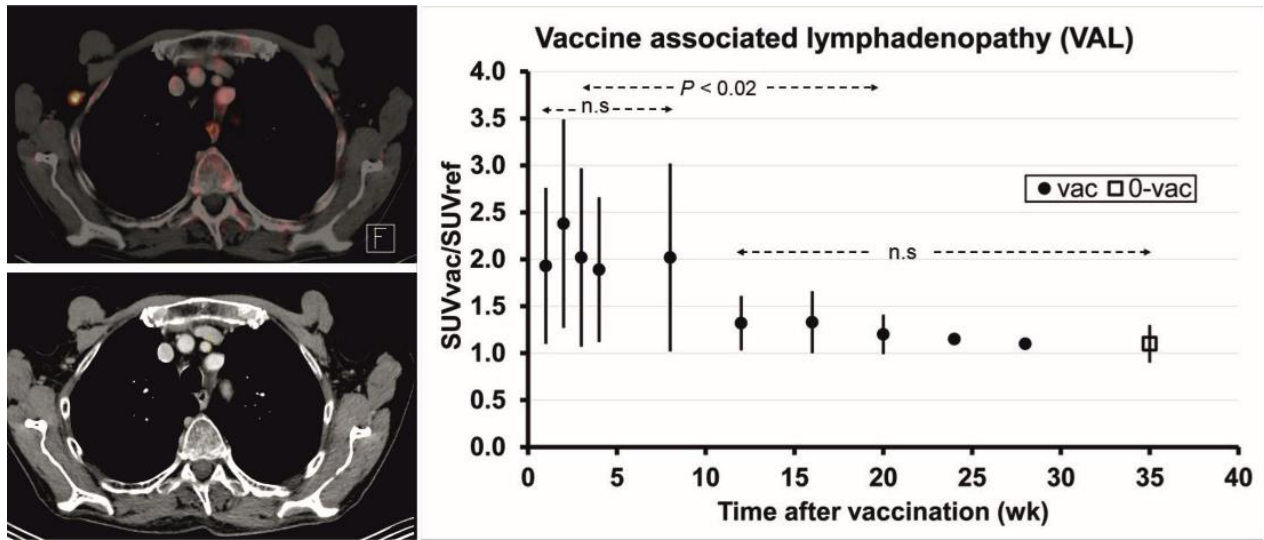 F
Vaccine associated lymphadenopathy (VAL)
4.0
3.5
3.0
2.5
2.0
1.5
1.0
0.5
0.0
SUVvac/SUVref
P < 0.02
n.s
vac 0-vac
n.s
0 5 10 15 20 25 30 35 40
Time after vaccination (wk)